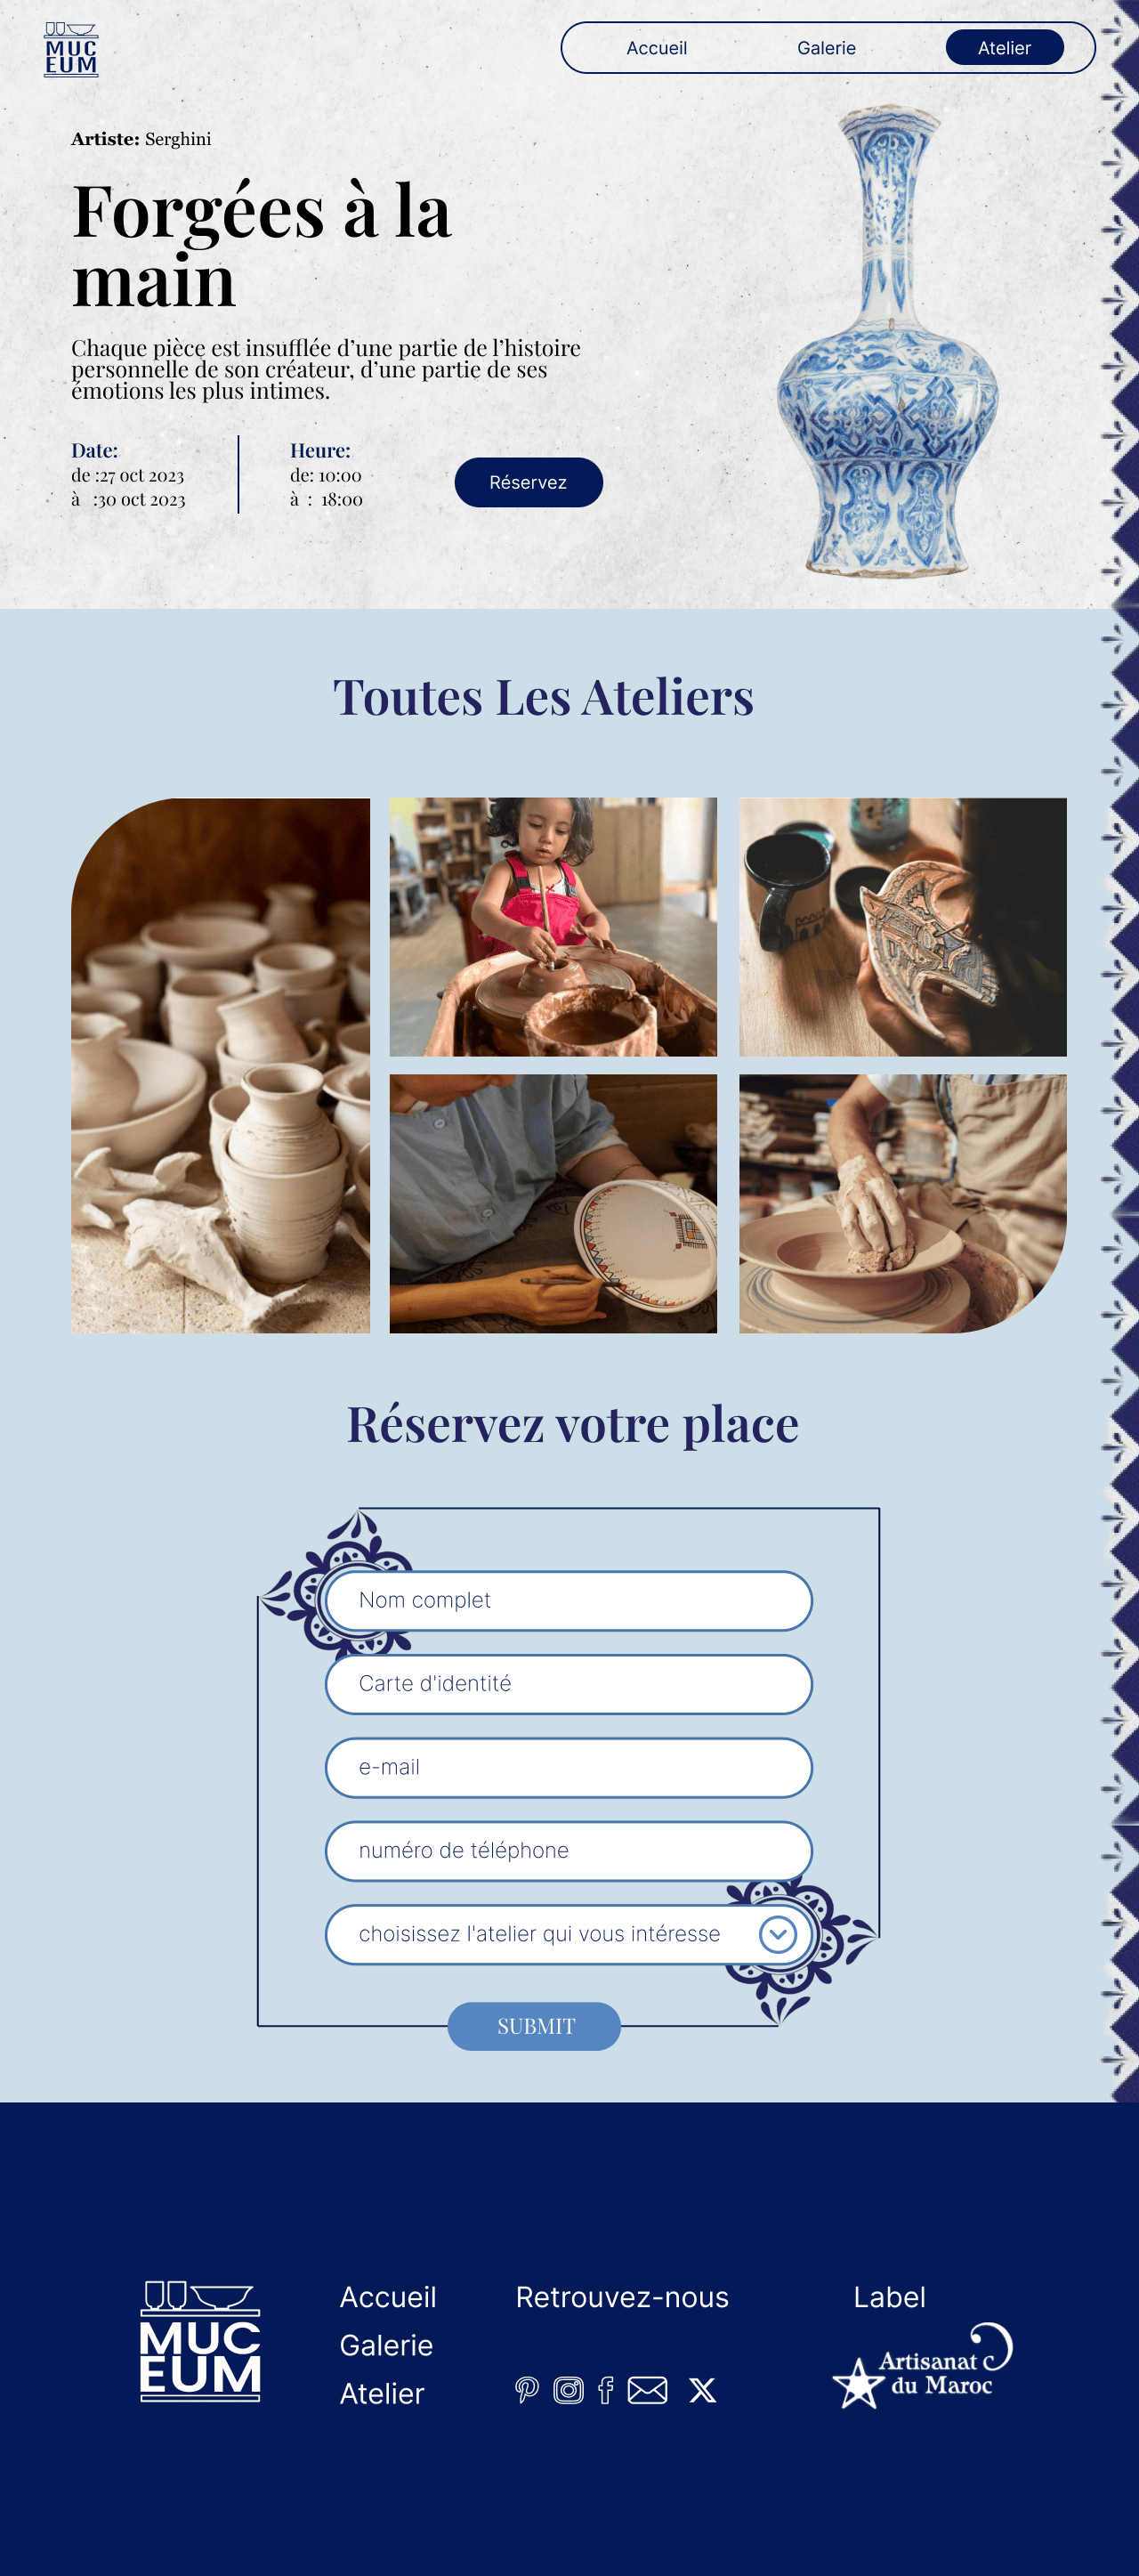 MUC
EUM
Accueil
Galerie
Atelier
Artiste: Serghini
Forgées à la
main
Chaque pièce est insufflée d’une partie de l’histoire
personnelle de son créateur, d’une partie de ses
émotions les plus intimes.
Date:
de :27 oct 2023
à :30 oct 2023
Heure:
de: 10:00
à : 18:00
Réservez
Toutes Les Ateliers
Réservez votre place
Nom complet
Carte d'identité
e-mail
numéro de téléphone
choisissez l'atelier qui vous intéresse
SUBMIT
MUC
EUM
Accueil
Galerie
Atelier
Retrouvez-nous
Label
Artisanat
du Maroc